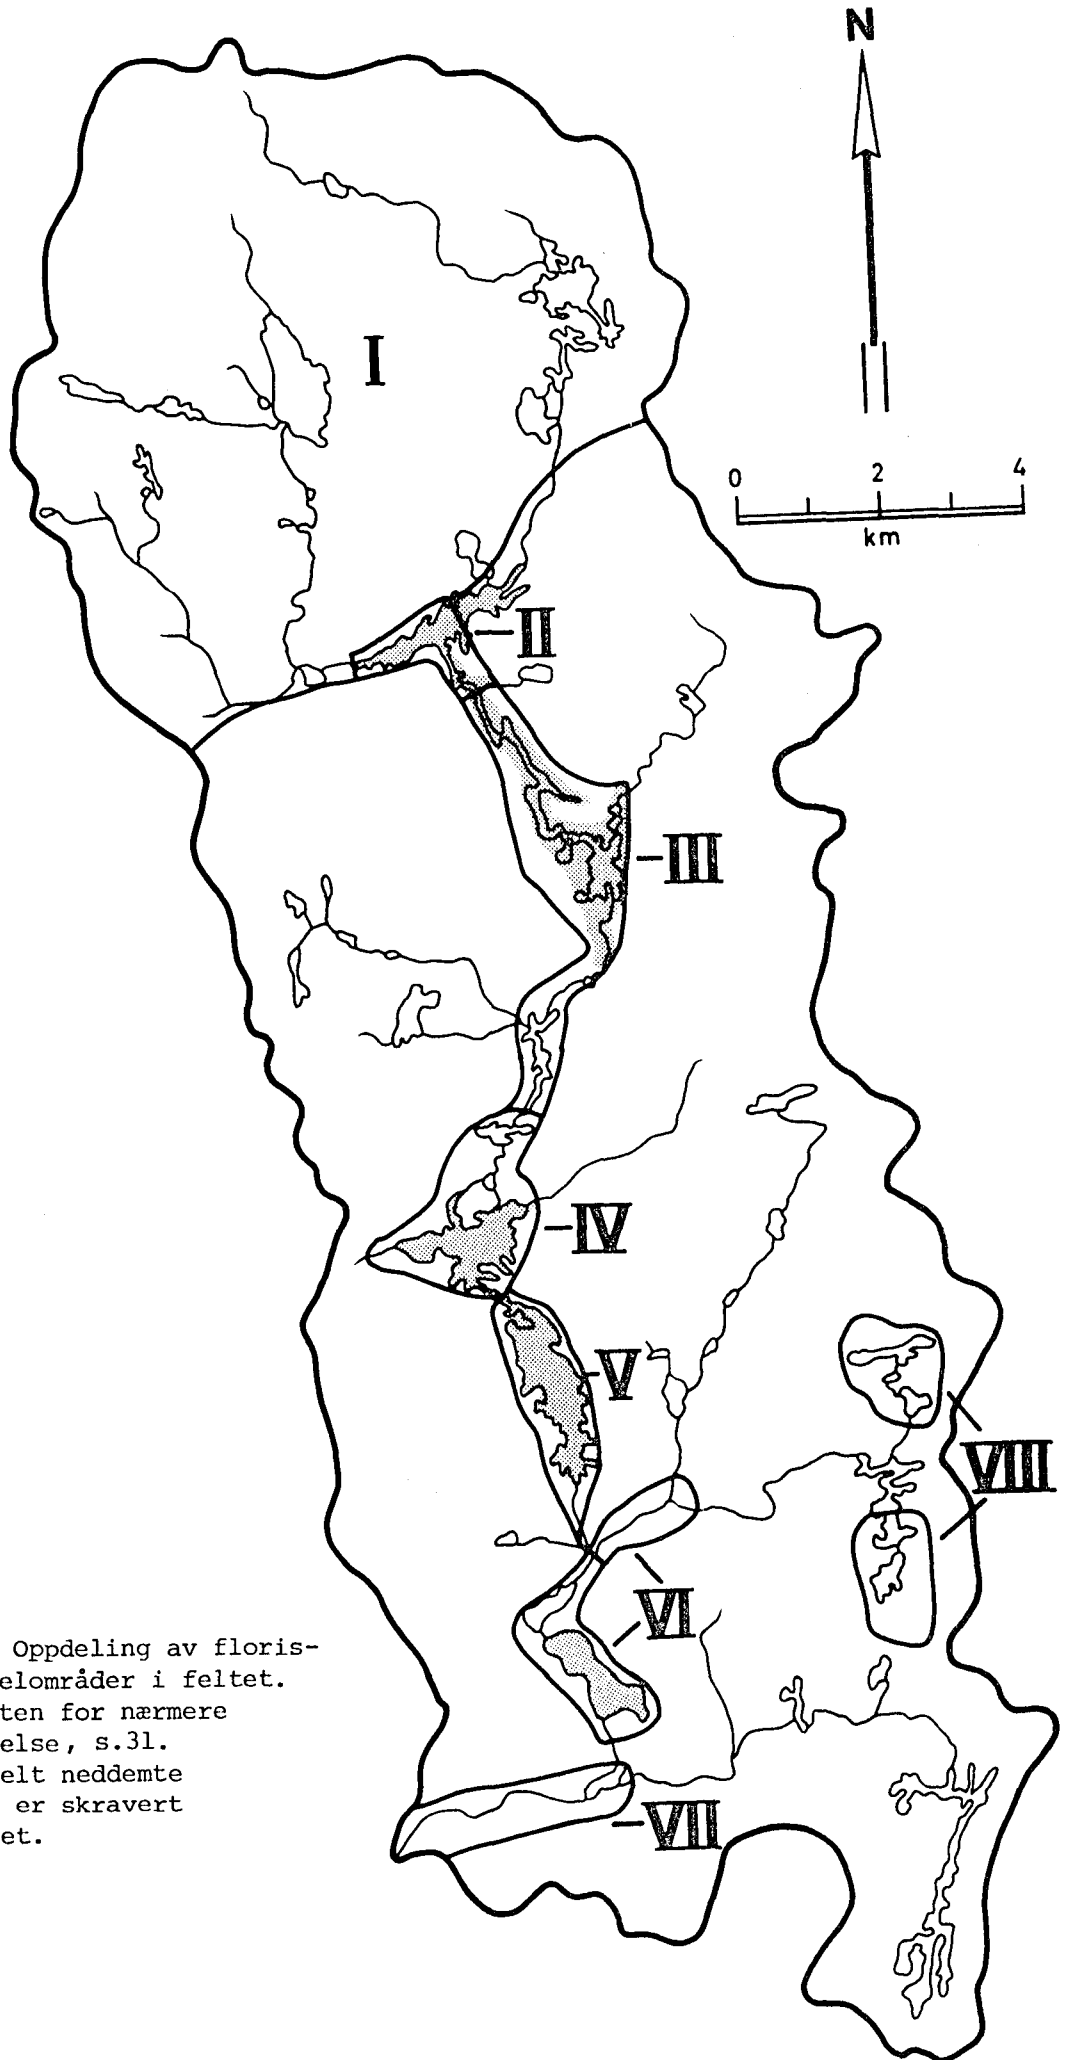 N
I
0 2 4
km
II
III
IV
V
VIII
VI
VII
Oppdeling av floris-
elområder i feltet.
ten for nærmere
else, s.31.
elt neddemte
er skravert
et.